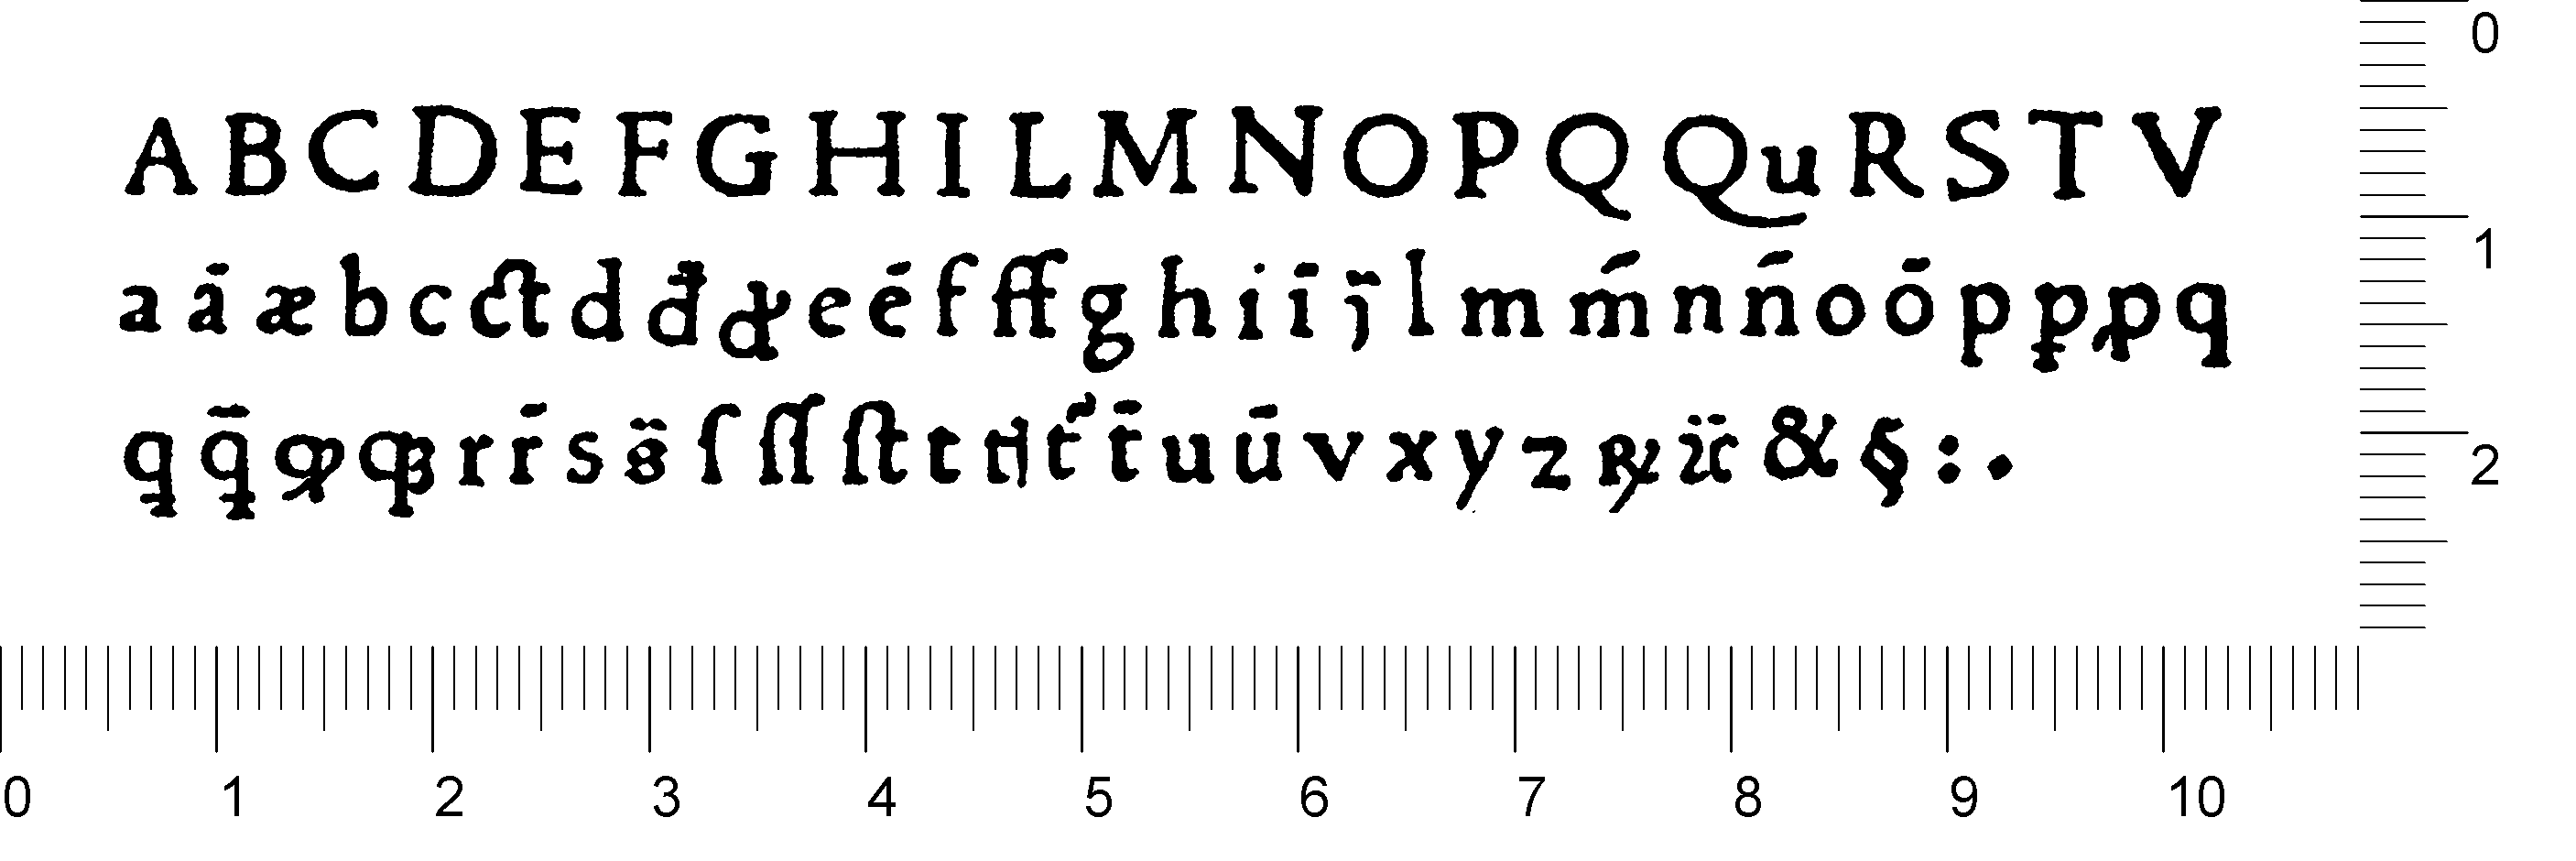 A B C D E F G H I L M N O P Q Qu R S T V
a ā æ b c ct d đ ꝱ e ē f ff g h i ī j̄ l m m̄ n n̄ o ō p ꝑ ꝓ q
ꝗ ꝗ̄ ꝙ qꝫ r r̄ s s̈ ſ ſſ ſt t t̄ u ū v x y z ꝶ & § : .
0
1
2
0 1 2 3 4 5 6 7 8 9 10